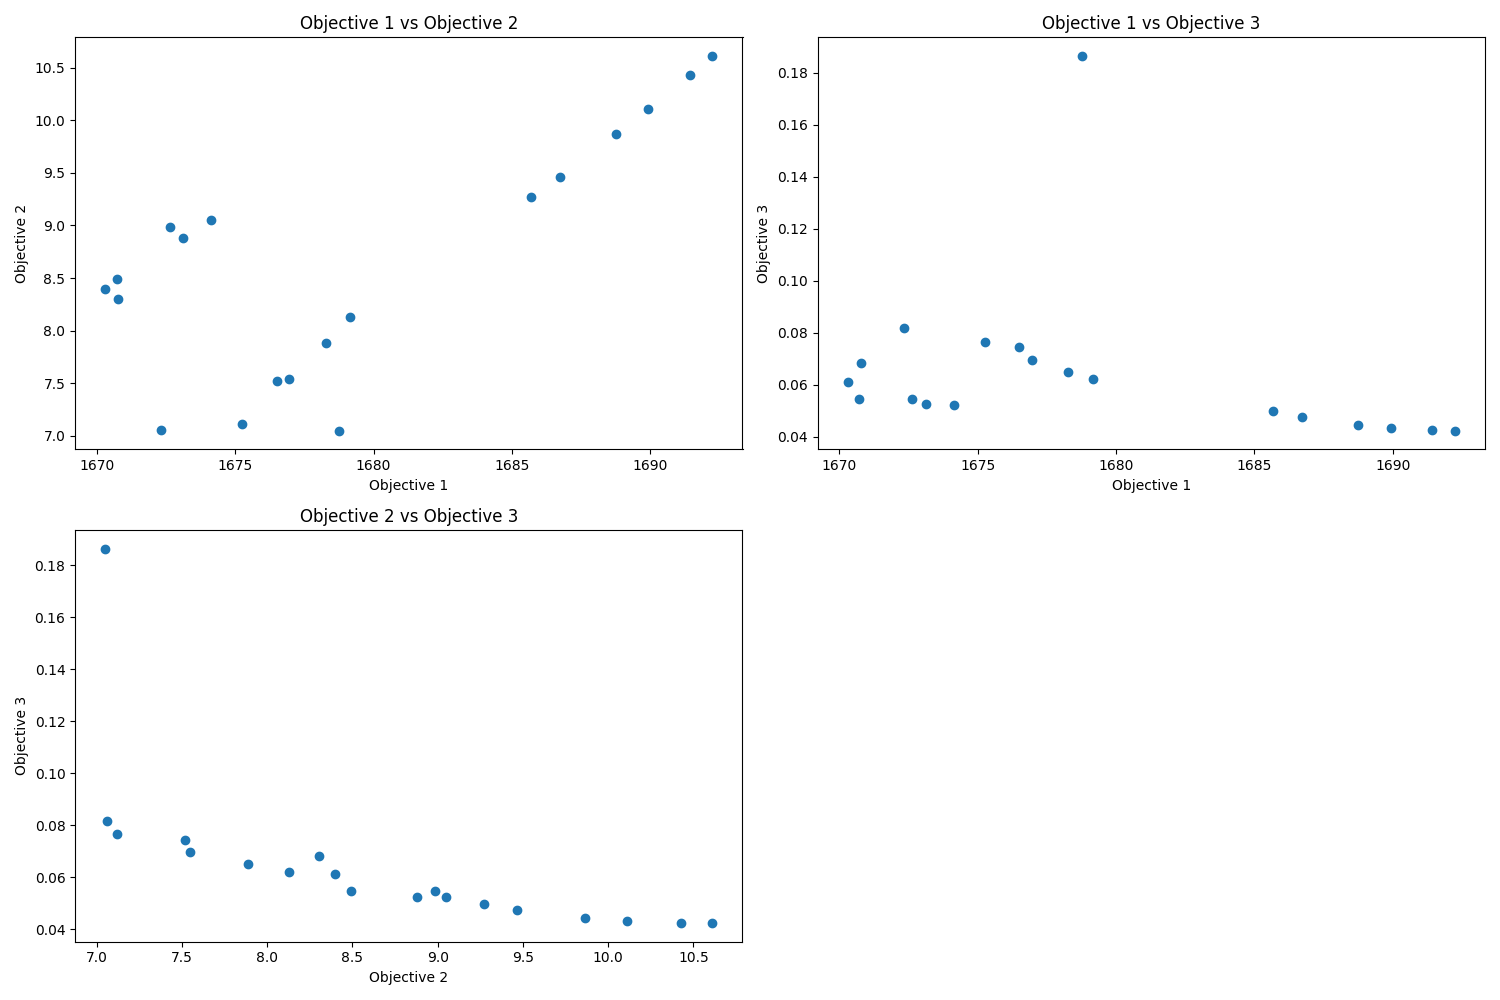 Objective 1 vs Objective 2
10.5
10.0
9.5
9.0
8.5
8.0
7.5
7.0
Objective 2
1670 1675 1680 1685 1690
Objective 1
Objective 1 vs Objective 3
0.18
0.16
0.14
0.12
0.10
0.08
0.06
0.04
Objective 3
1670 1675 1680 1685 1690
Objective 1
Objective 2 vs Objective 3
0.18
0.16
0.14
0.12
0.10
0.08
0.06
0.04
Objective 3
7.0 7.5 8.0 8.5 9.0 9.5 10.0 10.5
Objective 2